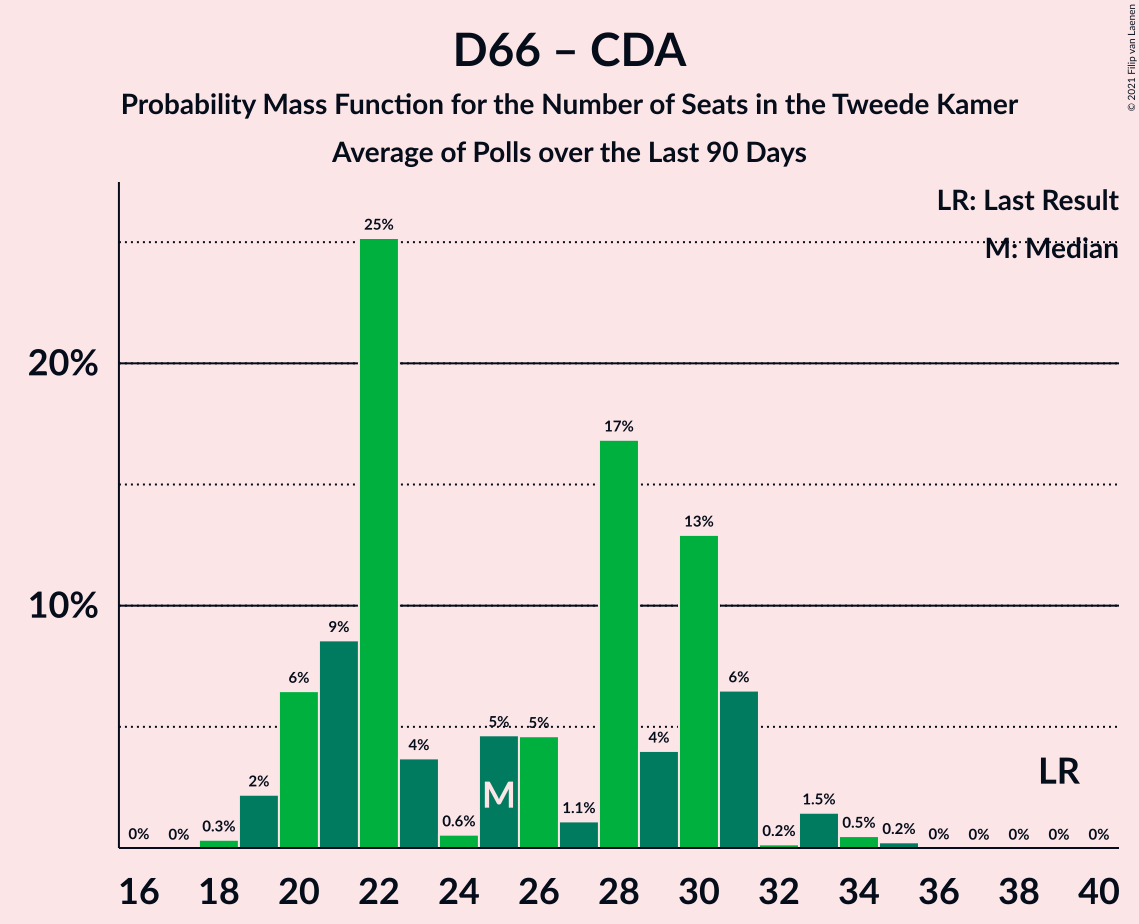 D66 – CDA
Probability Mass Function for the Number of Seats in the Tweede Kamer
Average of Polls over the Last 90 Days
© 2021 Filip van Laenen
LR: Last Result
M: Median
20%
10%
0% 0% 0.3% 2% 6% 9% 25% 4% 0.6% 5% 5% 1.1% 17% 4% 13% 6% 0.2% 1.5% 0.5% 0.2% 0% 0% 0% 0% 0%
M
LR
16 18 20 22 24 26 28 30 32 34 36 38 40